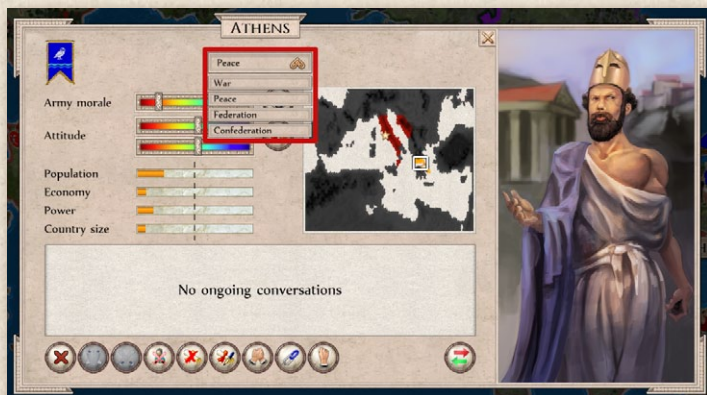 ATHENS
Peace
War
Peace
Federation
Confederation
Army morale
Attitude
Population
Economy
Power
Country size
No ongoing conversations